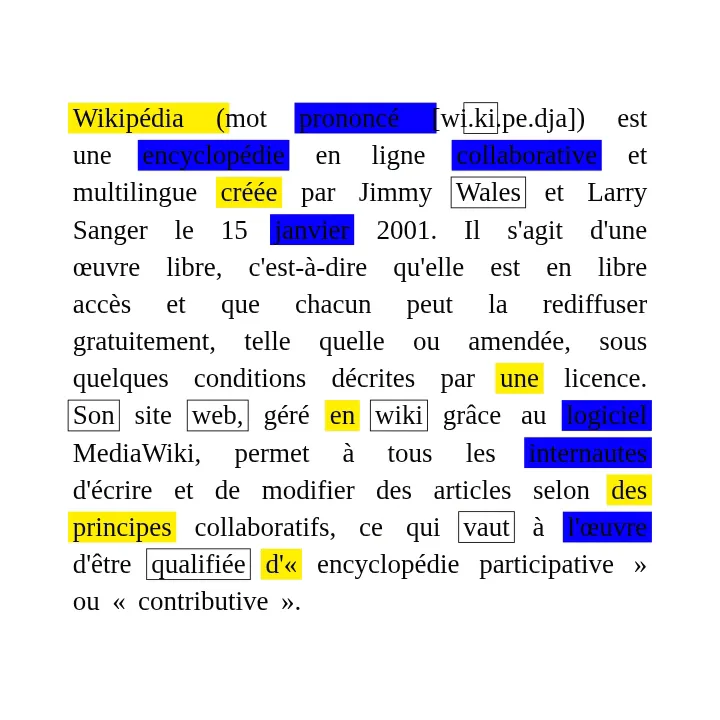 Wikipédia (mot prononcé [wi.ki.pe.dja]) est
une encyclopédie en ligne collaborative et
multilingue créée par Jimmy Wales et Larry
Sanger le 15 janvier 2001. Il s'agit d'une
œuvre libre, c'est-à-dire qu'elle est en libre
accès et que chacun peut la rediffuser
gratuitement, telle quelle ou amendée, sous
quelques conditions décrites par une licence.
Son site web, géré en wiki grâce au logiciel
MediaWiki, permet à tous les internautes
d'écrire et de modifier des articles selon des
principes collaboratifs, ce qui vaut à l'œuvre
d'être qualifiée d'« encyclopédie participative »
ou « contributive ».